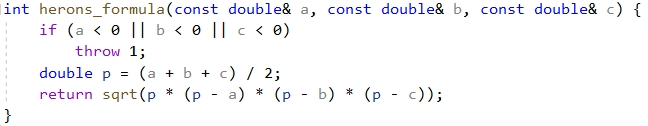 int herons_formula(const double& a, const double& b, const double& c) {
    if (a < 0 || b < 0 || c < 0)
        throw 1;
    double p = (a + b + c) / 2;
    return sqrt(p * (p - a) * (p - b) * (p - c));
}